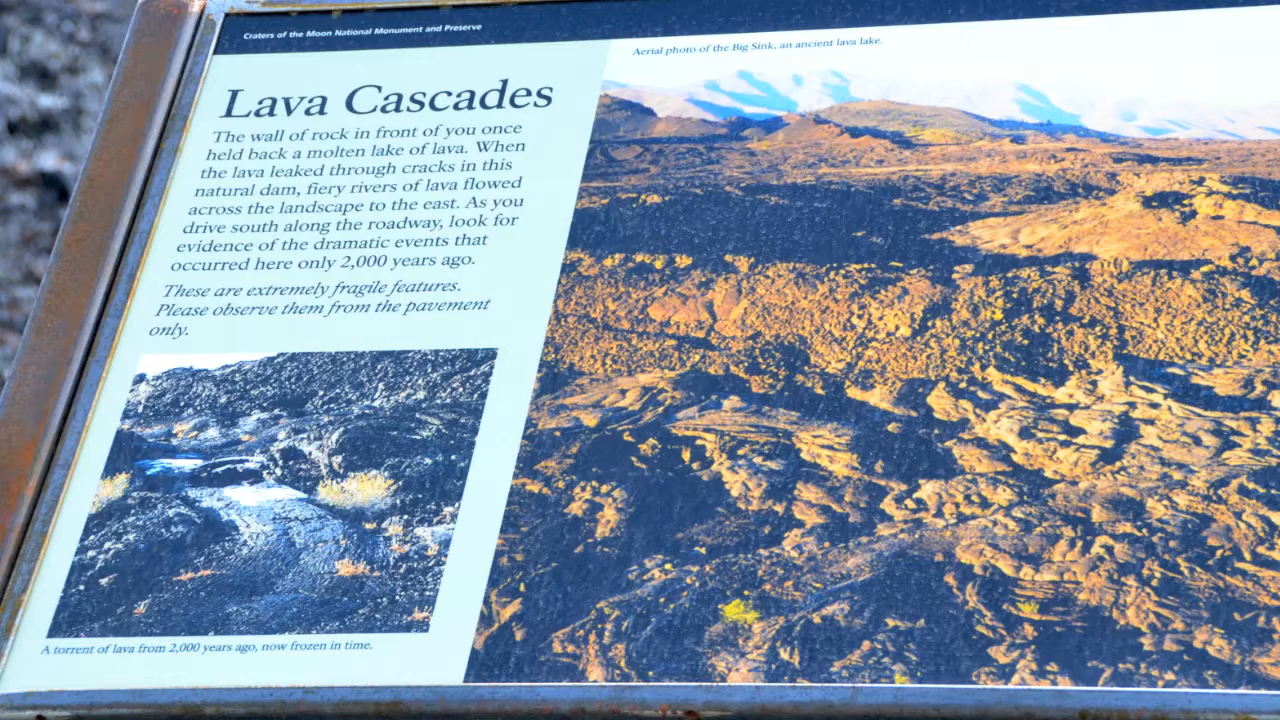 Craters of the Moon National Monument and Preserve
Aerial photo of the Big Sink, an ancient lava lake.
Lava Cascades
The wall of rock in front of you once
held back a molten lake of lava. When
the lava leaked through cracks in this
natural dam, fiery rivers of lava flowed
across the landscape to the east. As you
drive south along the roadway, look for
evidence of the dramatic events that
occurred here only 2,000 years ago.
These are extremely fragile features.
Please observe them from the pavement
only.
A torrent of lava from 2,000 years ago, now frozen in time.